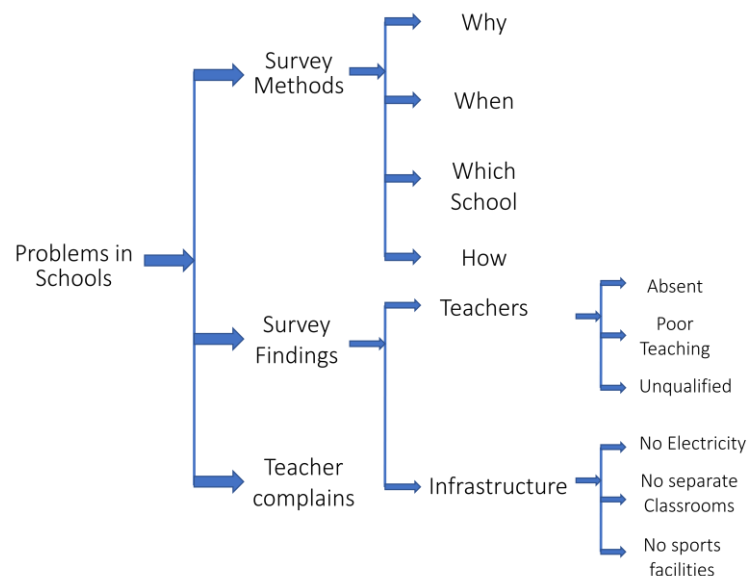 Problems in
Schools
Survey
Methods
Why
When
Which
School
How
Survey
Findings
Teachers
Absent
Poor
Teaching
Unqualified
Infrastructure
No Electricity
No separate
Classrooms
No sports
facilities
Teacher
complains